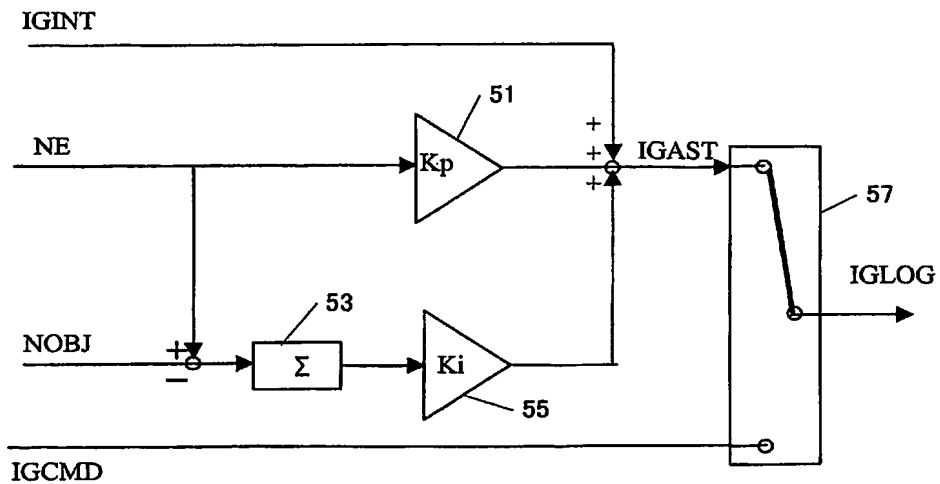 IGINT
51
NE
Kp
+
+
+
IGAST
57
IGLOG
53
NOBJ
+
−
Σ
Ki
55
IGCMD